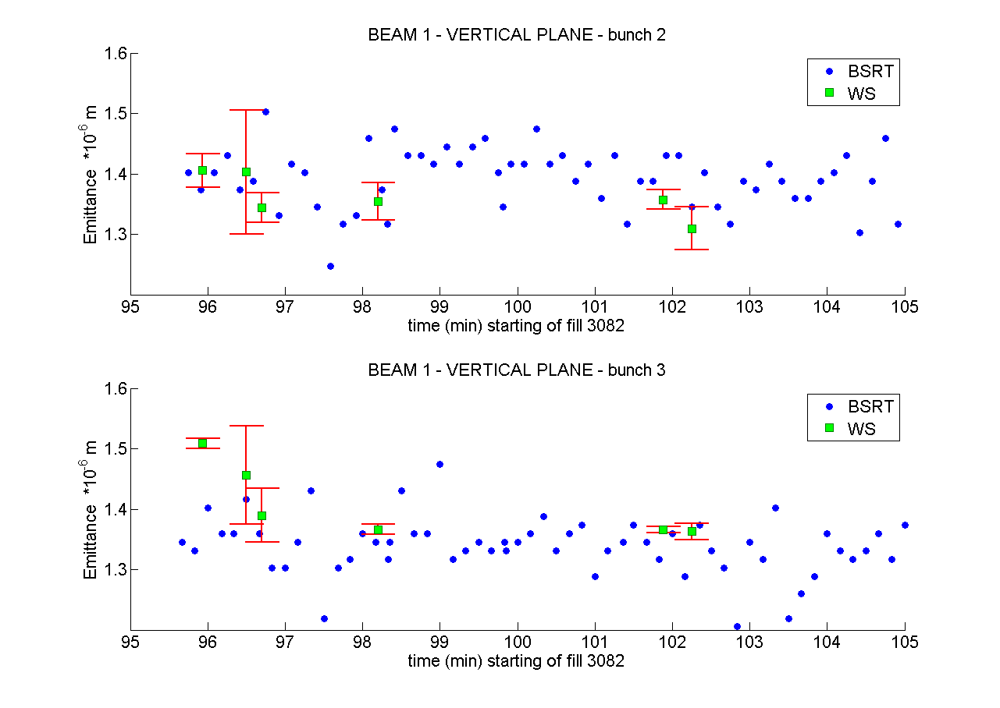 BEAM 1 - VERTICAL PLANE - bunch 2
1.6
1.5
1.4
1.3
Emittance *10^-6 m
BSRT
WS
95 96 97 98 99 100 101 102 103 104 105
time (min) starting of fill 3082
BEAM 1 - VERTICAL PLANE - bunch 3
1.6
1.5
1.4
1.3
Emittance *10^-6 m
BSRT
WS
95 96 97 98 99 100 101 102 103 104 105
time (min) starting of fill 3082